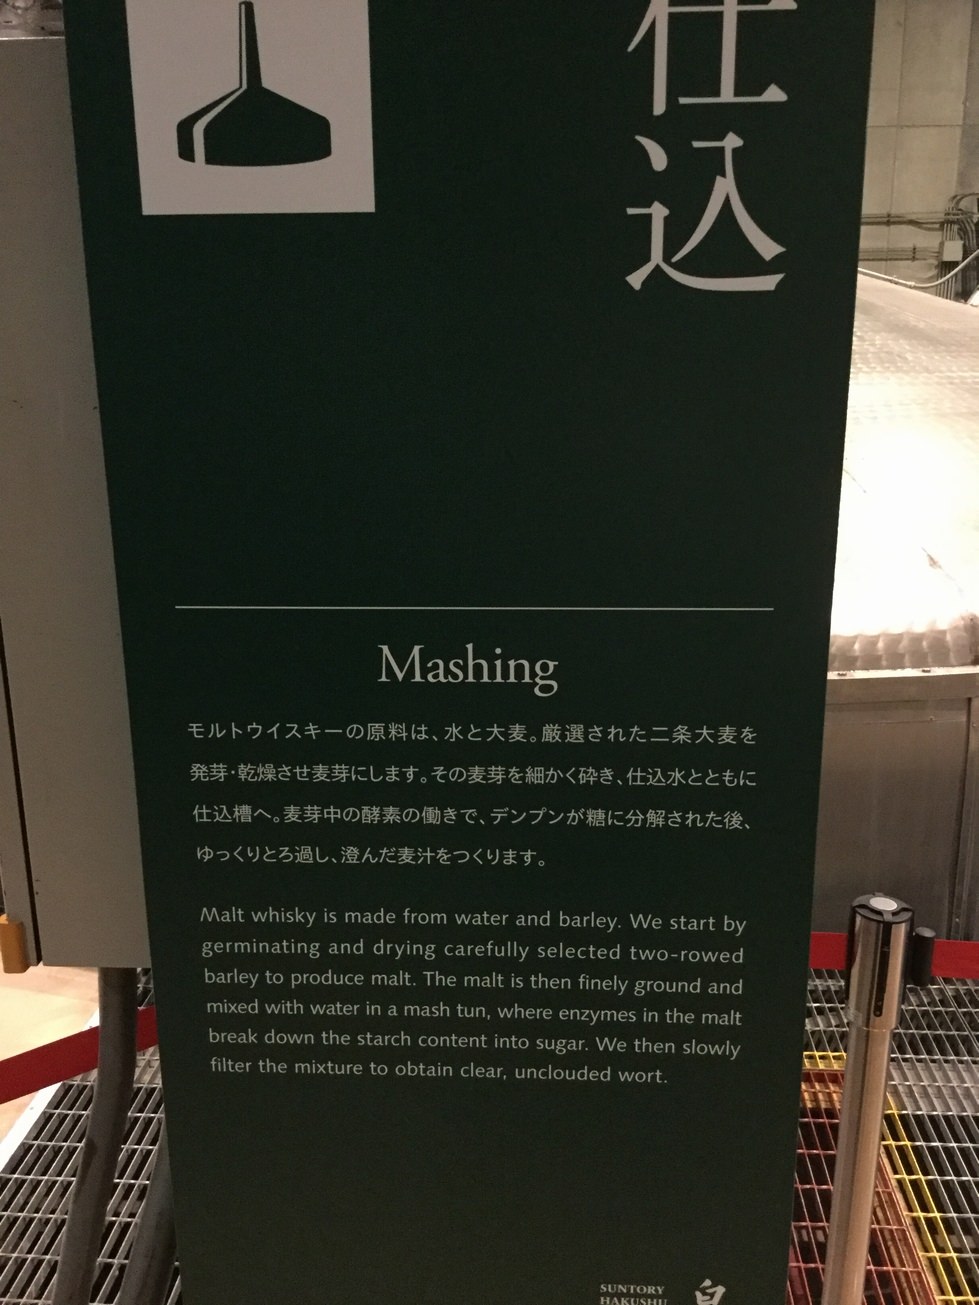 仕込
Mashing
モルトウイスキーの原料は、水と大麦。厳選された二条大麦を
発芽・乾燥させ麦芽にします。その麦芽を細かく砕き、仕込水とともに
仕込槽へ。麦芽中の酵素の働きで、デンプンが糖に分解された後、
ゆっくりとろ過し、澄んだ麦汁をつくります。
Malt whisky is made from water and barley. We start by
germinating and drying carefully selected two-rowed
barley to produce malt. The malt is then finely ground and
mixed with water in a mash tun, where enzymes in the malt
break down the starch content into sugar. We then slowly
filter the mixture to obtain clear, unclouded wort.
SUNTORY
HAKUSHU